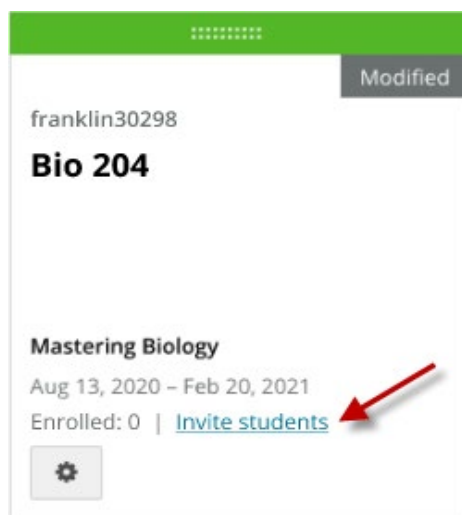 Modified
franklin30298
Bio 204
Mastering Biology
Aug 13, 2020 – Feb 20, 2021
Enrolled: 0 | Invite students